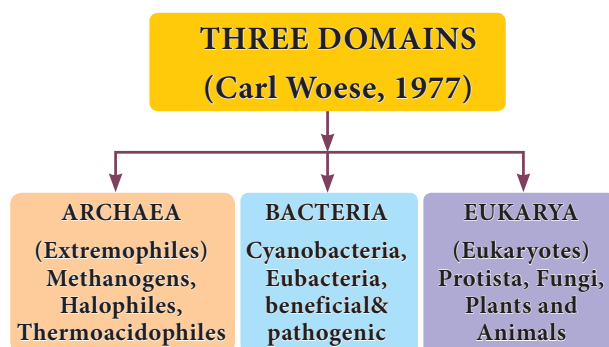 THREE DOMAINS
(Carl Woese, 1977)
ARCHAEA
(Extremophiles)
Methanogens,
Halophiles,
Thermoacidophiles
BACTERIA
Cyanobacteria,
Eubacteria,
beneficial&
pathogenic
EUKARYA
(Eukaryotes)
Protista, Fungi,
Plants and
Animals